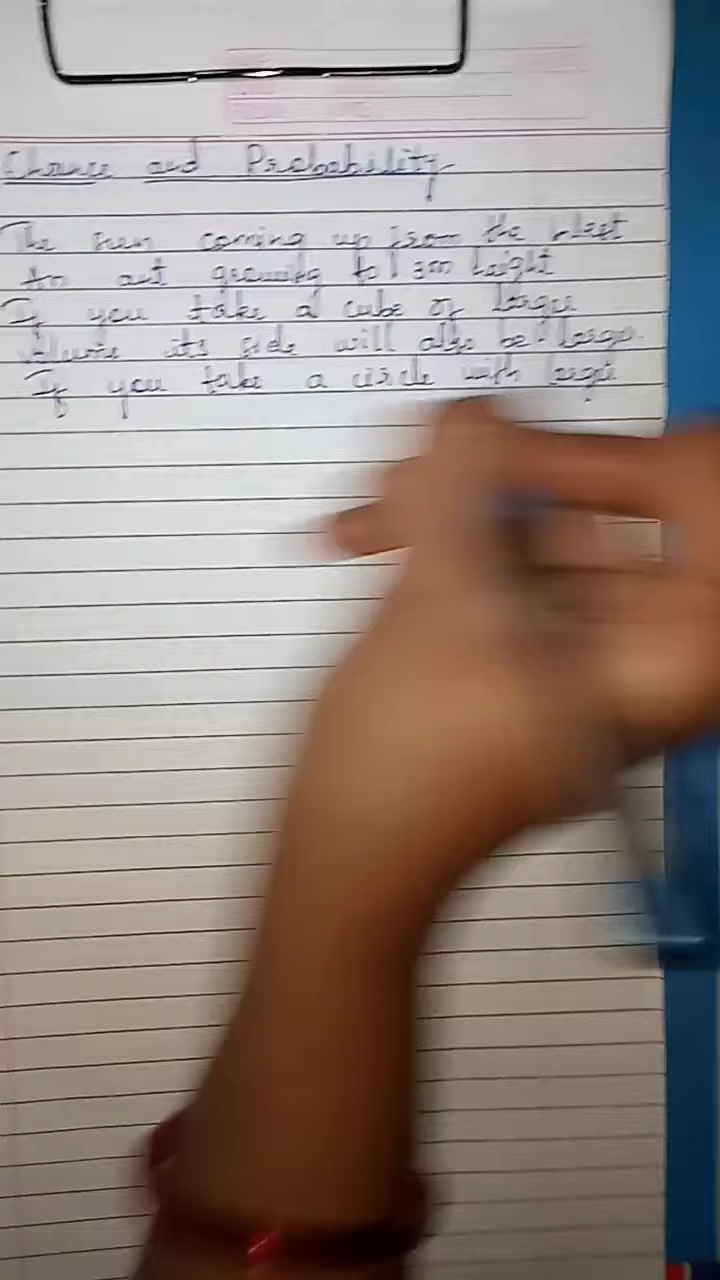 Chance and Probability
The sun coming up from the West
An ant growing to 3m height
If you take a cube of larger
volume its side will also be larger.
If you take a circle with larger